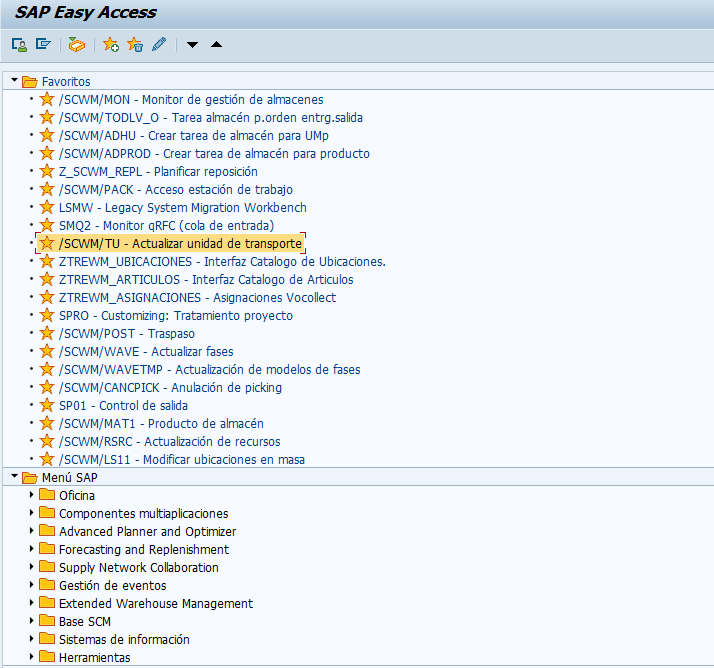 SAP Easy Access
Favoritos
/SCWM/MON - Monitor de gestión de almacenes
/SCWM/TODLV_O - Tarea almacén p.orden entrg.salida
/SCWM/ADHU - Crear tarea de almacén para UMp
/SCWM/ADPROD - Crear tarea de almacén para producto
Z_SCWM_REPL - Planificar reposición
/SCWM/PACK - Acceso estación de trabajo
LSMW - Legacy System Migration Workbench
SMQ2 - Monitor qRFC (cola de entrada)
/SCWM/TU - Actualizar unidad de transporte
ZTREWM_UBICACIONES - Interfaz Catalogo de Ubicaciones.
ZTREWM_ARTICULOS - Interfaz Catalogo de Articulos
ZTREWM_ASIGNACIONES - Asignaciones Vocollect
SPRO - Customizing: Tratamiento proyecto
/SCWM/POST - Traspaso
/SCWM/WAVE - Actualizar fases
/SCWM/WAVETMP - Actualización de modelos de fases
/SCWM/CANCPICK - Anulación de picking
SP01 - Control de salida
/SCWM/MAT1 - Producto de almacén
/SCWM/RSRC - Actualización de recursos
/SCWM/LS11 - Modificar ubicaciones en masa
Menú SAP
Oficina
Componentes multiaplicaciones
Advanced Planner and Optimizer
Forecasting and Replenishment
Supply Network Collaboration
Gestión de eventos
Extended Warehouse Management
Base SCM
Sistemas de información
Herramientas